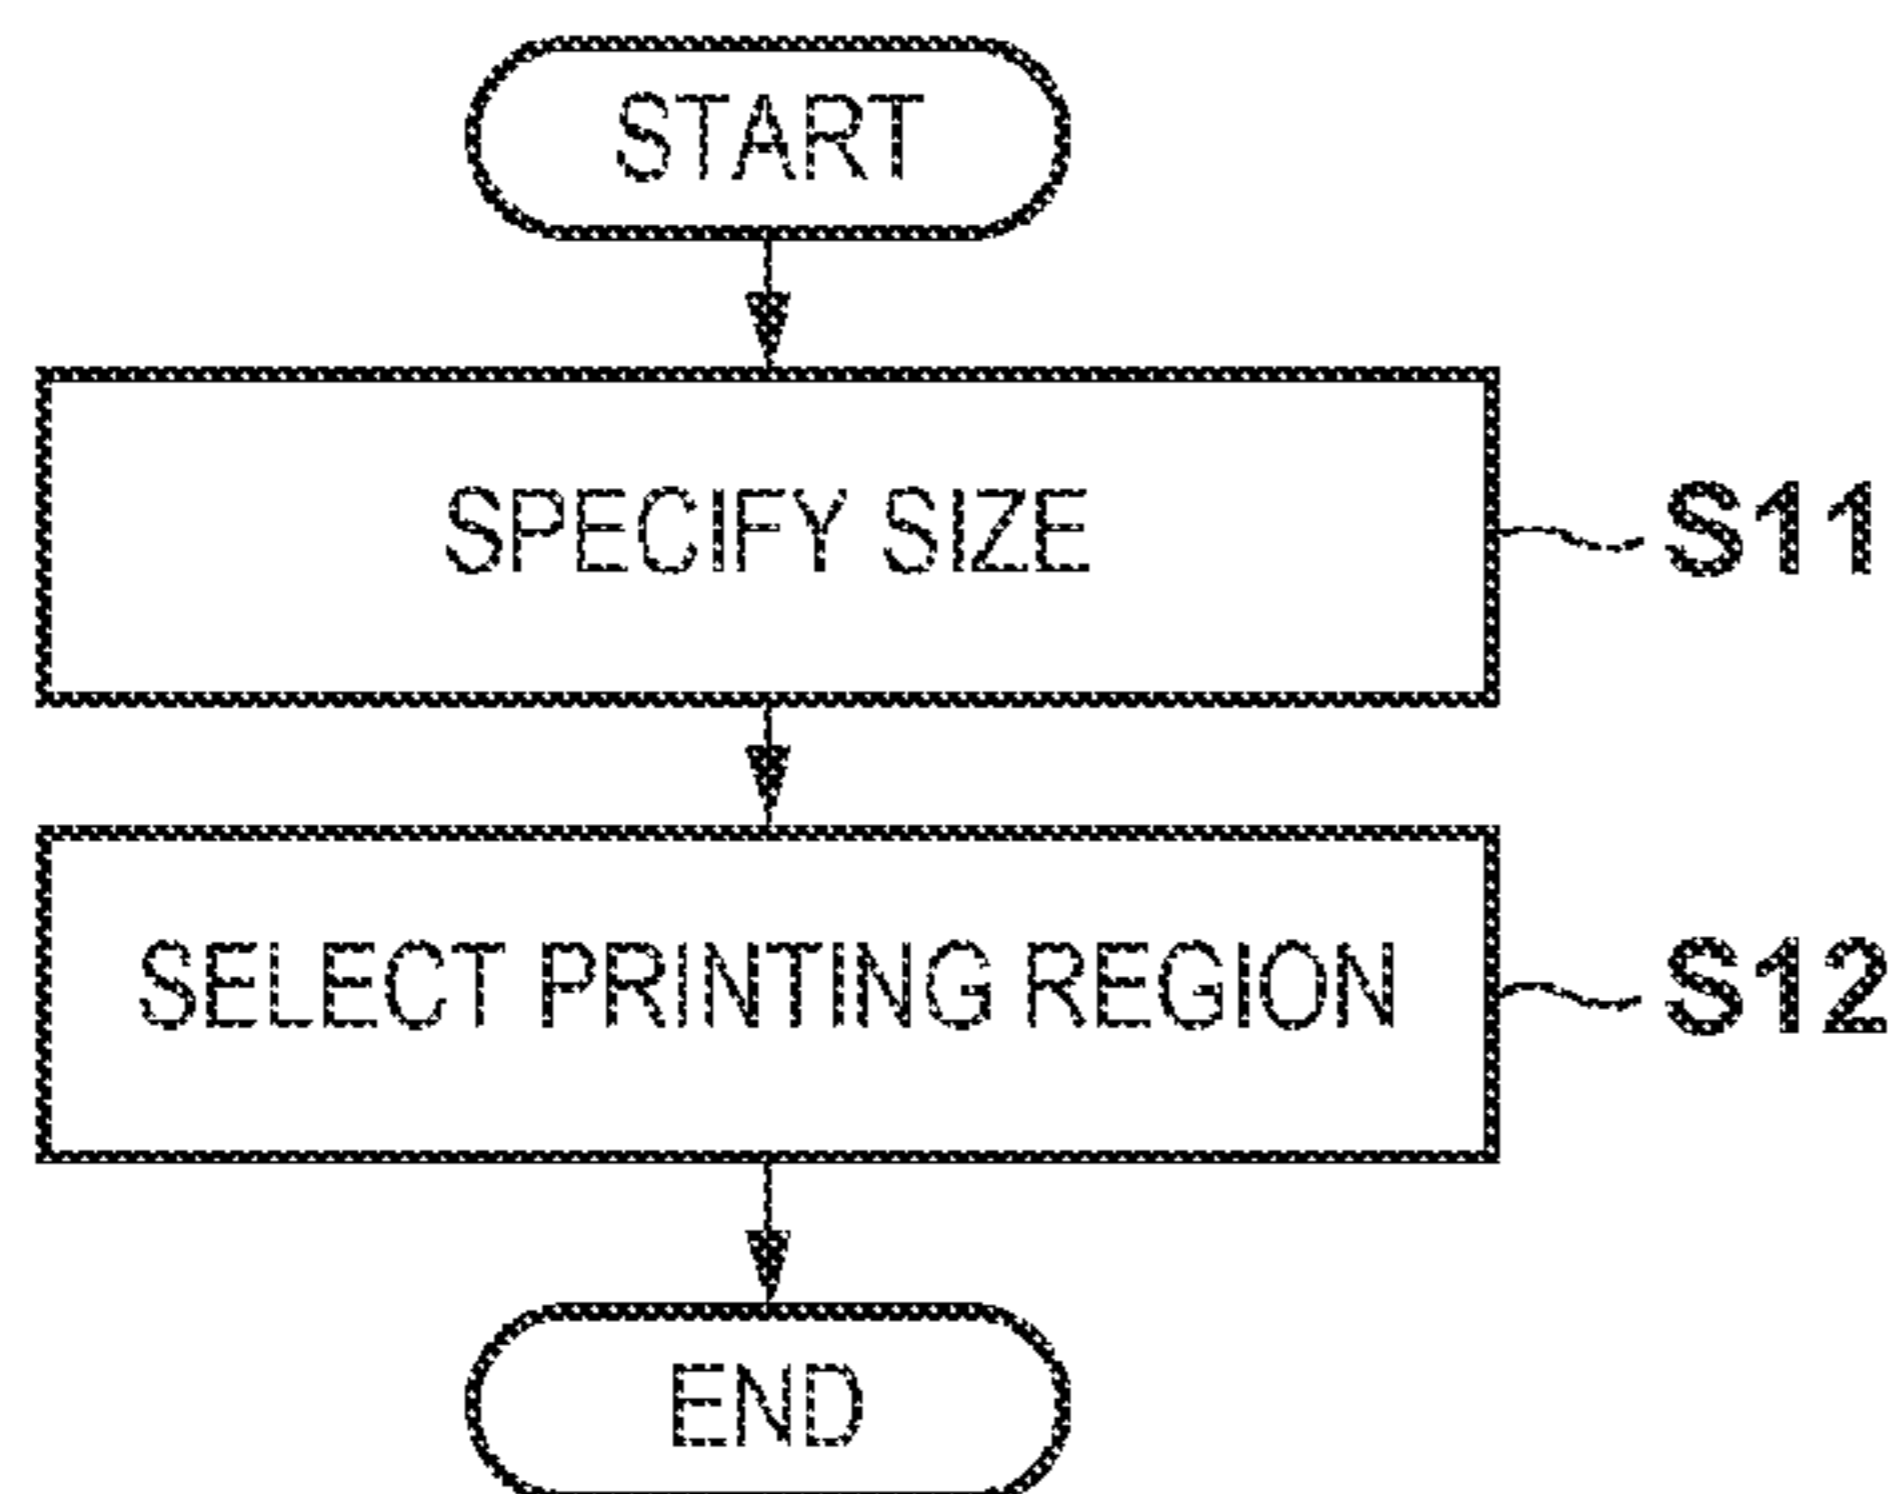 START
SPECIFY SIZE
S11
SELECT PRINTING REGION
S12
END